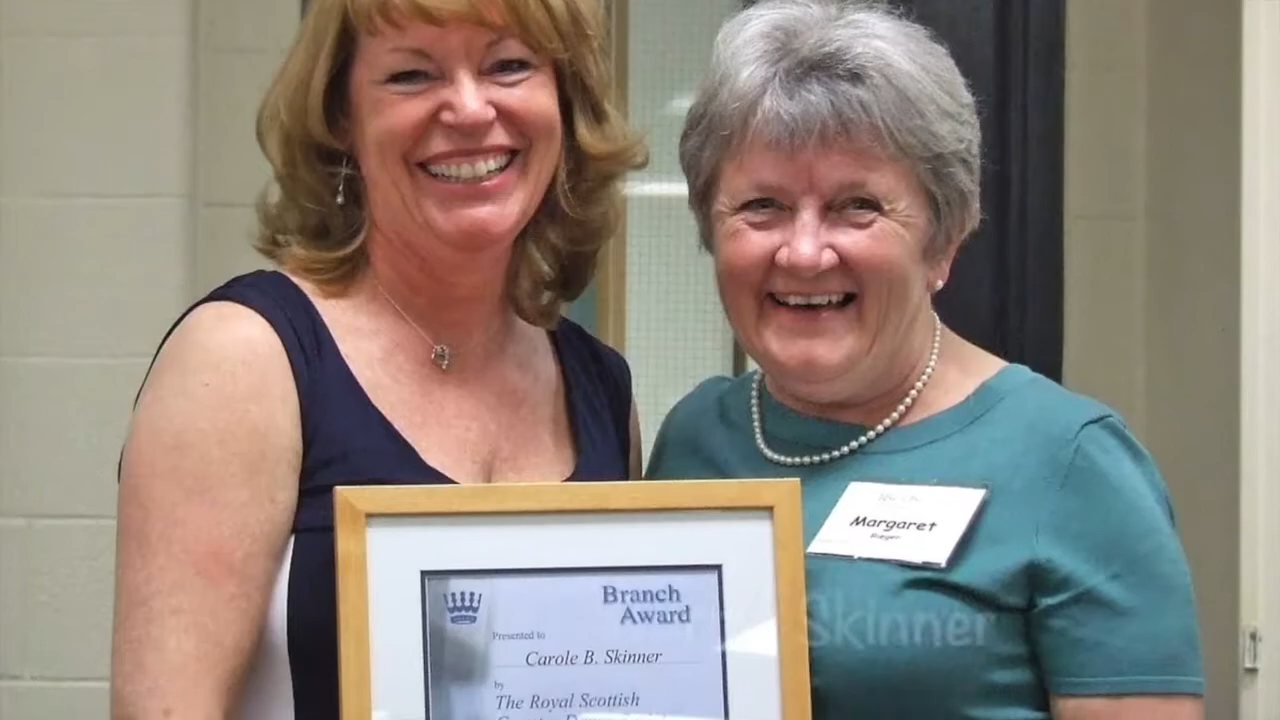 Margaret
Branch
Award
Presented to
Carole B. Skinner
by
The Royal Scottish
Skinner